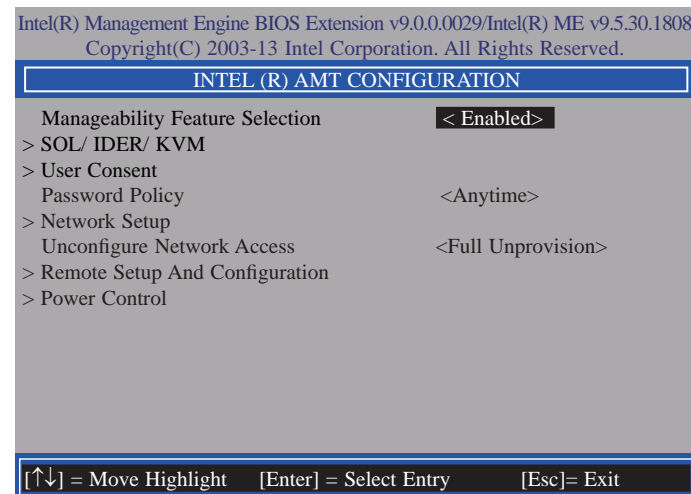 Intel(R) Management Engine BIOS Extension v9.0.0.0029/Intel(R) ME v9.5.30.1808
Copyright(C) 2003-13 Intel Corporation. All Rights Reserved.
INTEL (R) AMT CONFIGURATION
Manageability Feature Selection < Enabled>
> SOL/ IDER/ KVM
> User Consent
Password Policy <Anytime>
> Network Setup
Unconfigure Network Access <Full Unprovision>
> Remote Setup And Configuration
> Power Control
[↑↓] = Move Highlight [Enter] = Select Entry [Esc]= Exit